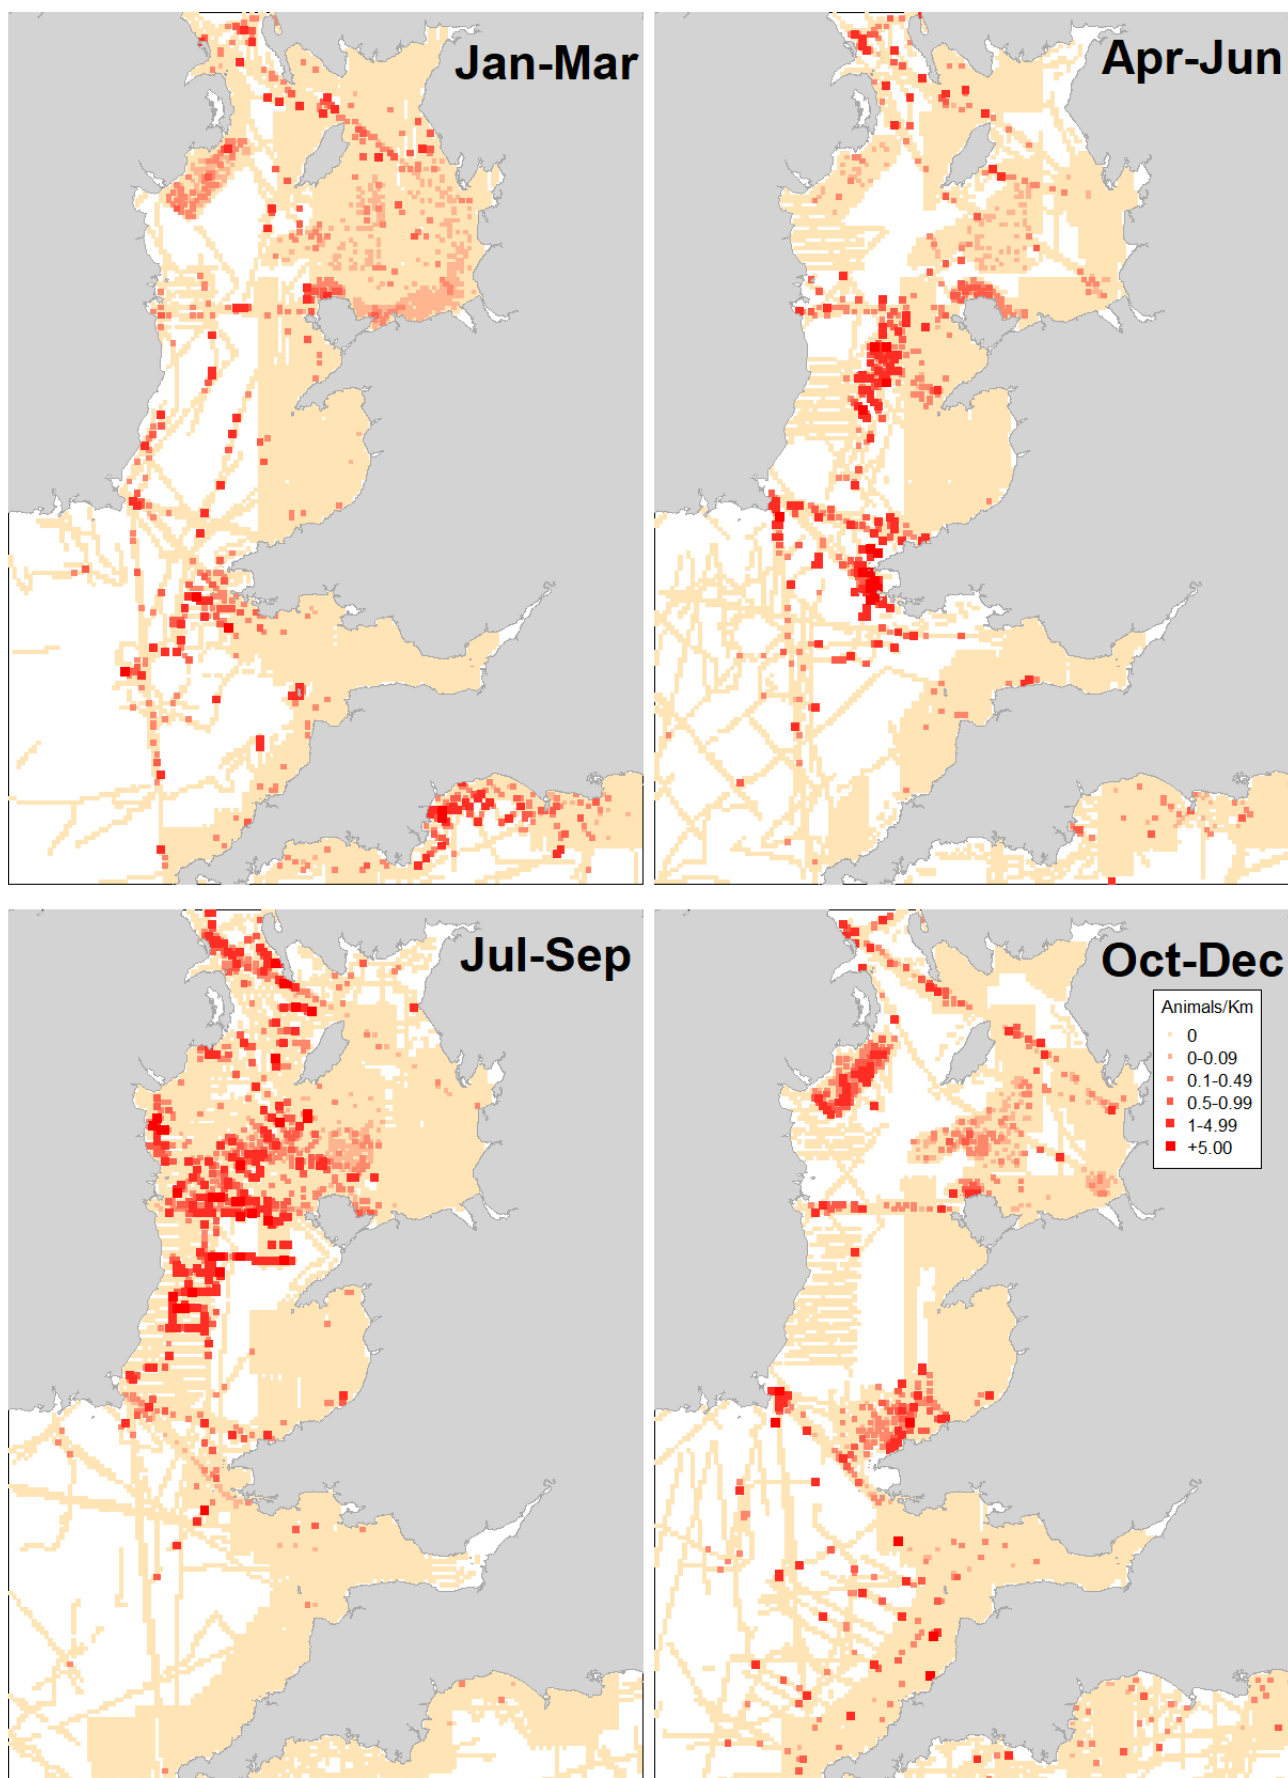 Jan-Mar
Apr-Jun
Jul-Sep
Oct-Dec
Animals/Km
0
0-0.09
0.1-0.49
0.5-0.99
1-4.99
+5.00